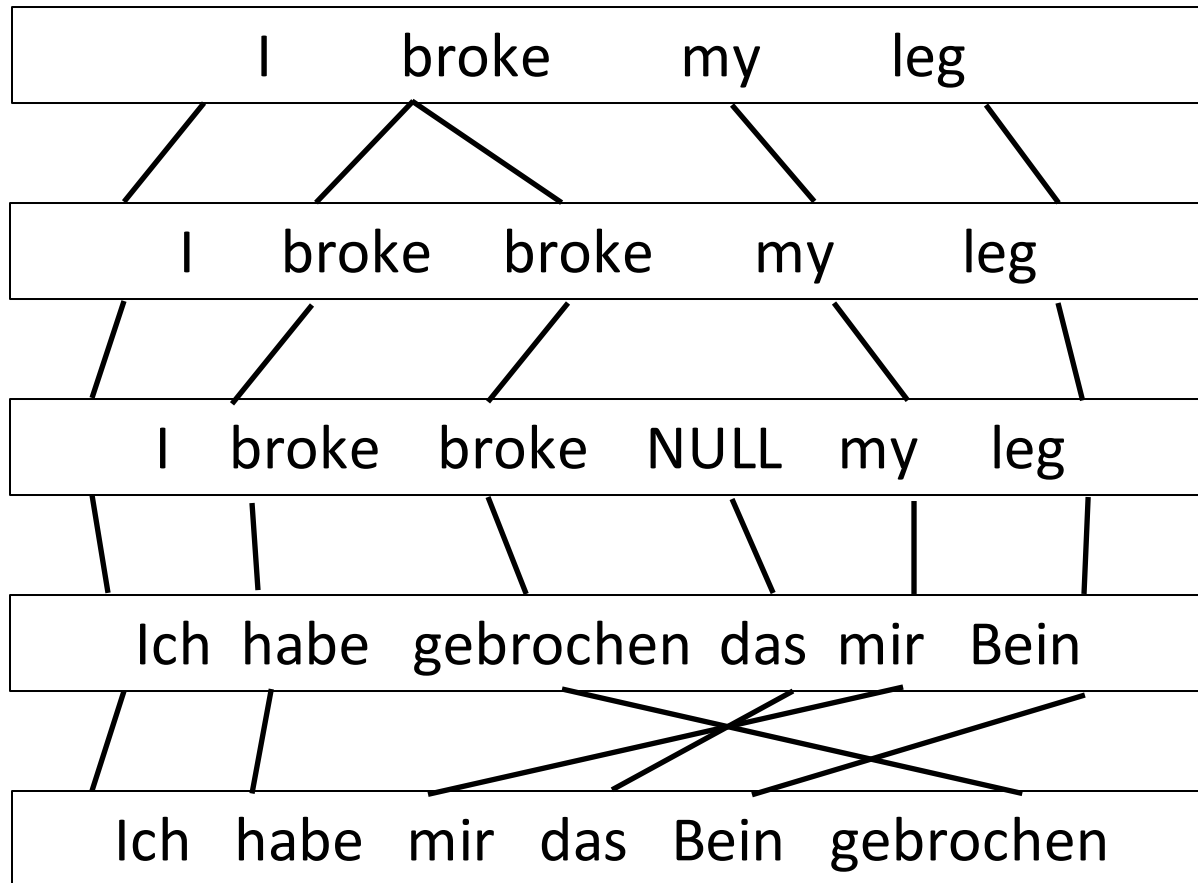 I broke my leg
I broke broke my leg
I broke broke NULL my leg
Ich habe gebrochen das mir Bein
Ich habe mir das Bein gebrochen